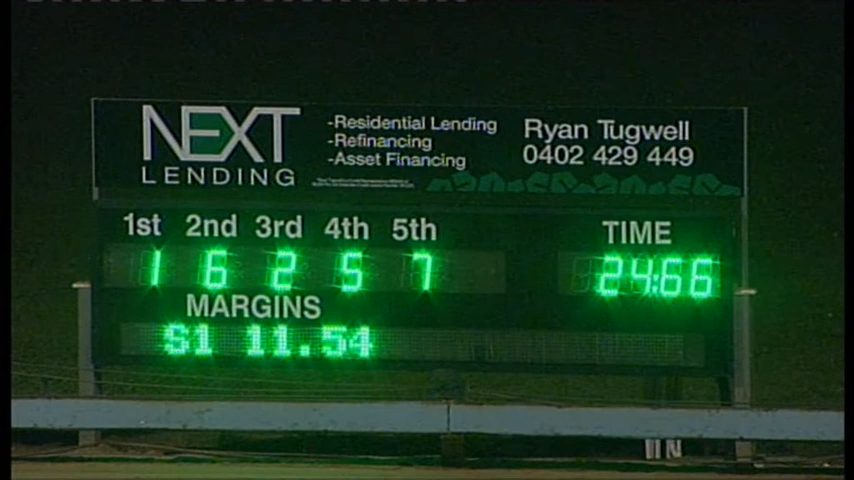 NEXT
LENDING
-Residential Lending
-Refinancing
-Asset Financing
Ryan Tugwell
0402 429 449
1st 2nd 3rd 4th 5th TIME
1 6 2 5 7 24:66
MARGINS
S1 11.54